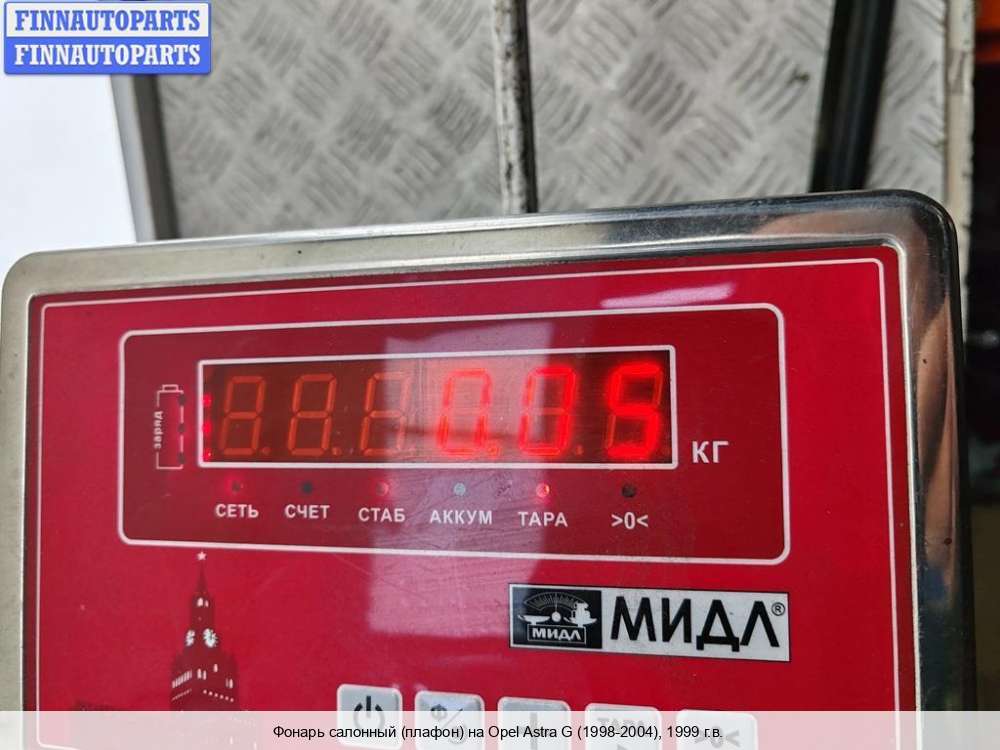 FINNAUTOPARTS
FINNAUTOPARTS
заряд
0.05
КГ
СЕТЬ СЧЕТ СТАБ АККУМ ТАРА >0<
МИДЛ МИДЛ®
ТАРА
Фонарь салонный (плафон) на Opel Astra G (1998-2004), 1999 г.в.